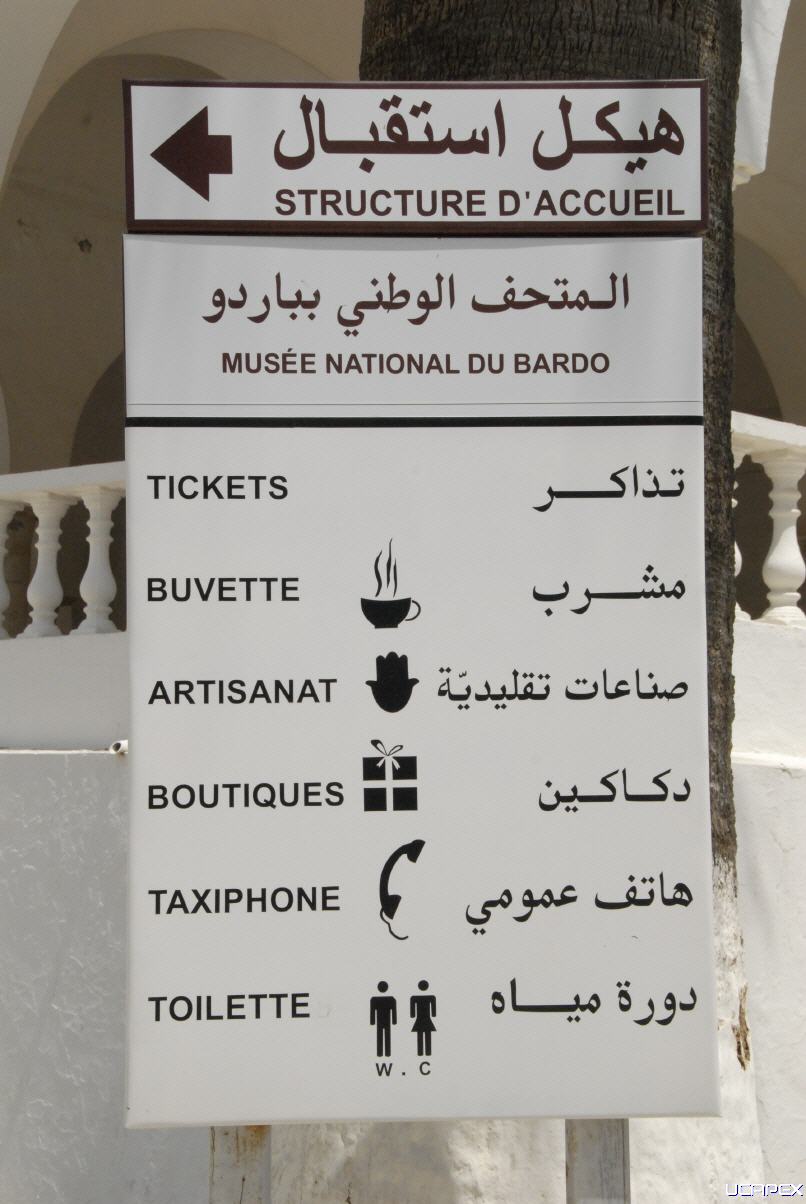 هيكل استقبال
STRUCTURE D'ACCUEIL
المتحف الوطني بباردو
MUSÉE NATIONAL DU BARDO
TICKETS تذاكر
BUVETTE مشرب
ARTISANAT صناعات تقليديّة
BOUTIQUES دكاكين
TAXIPHONE هاتف عمومي
TOILETTE دورة مياه
W . C
UCAPEX